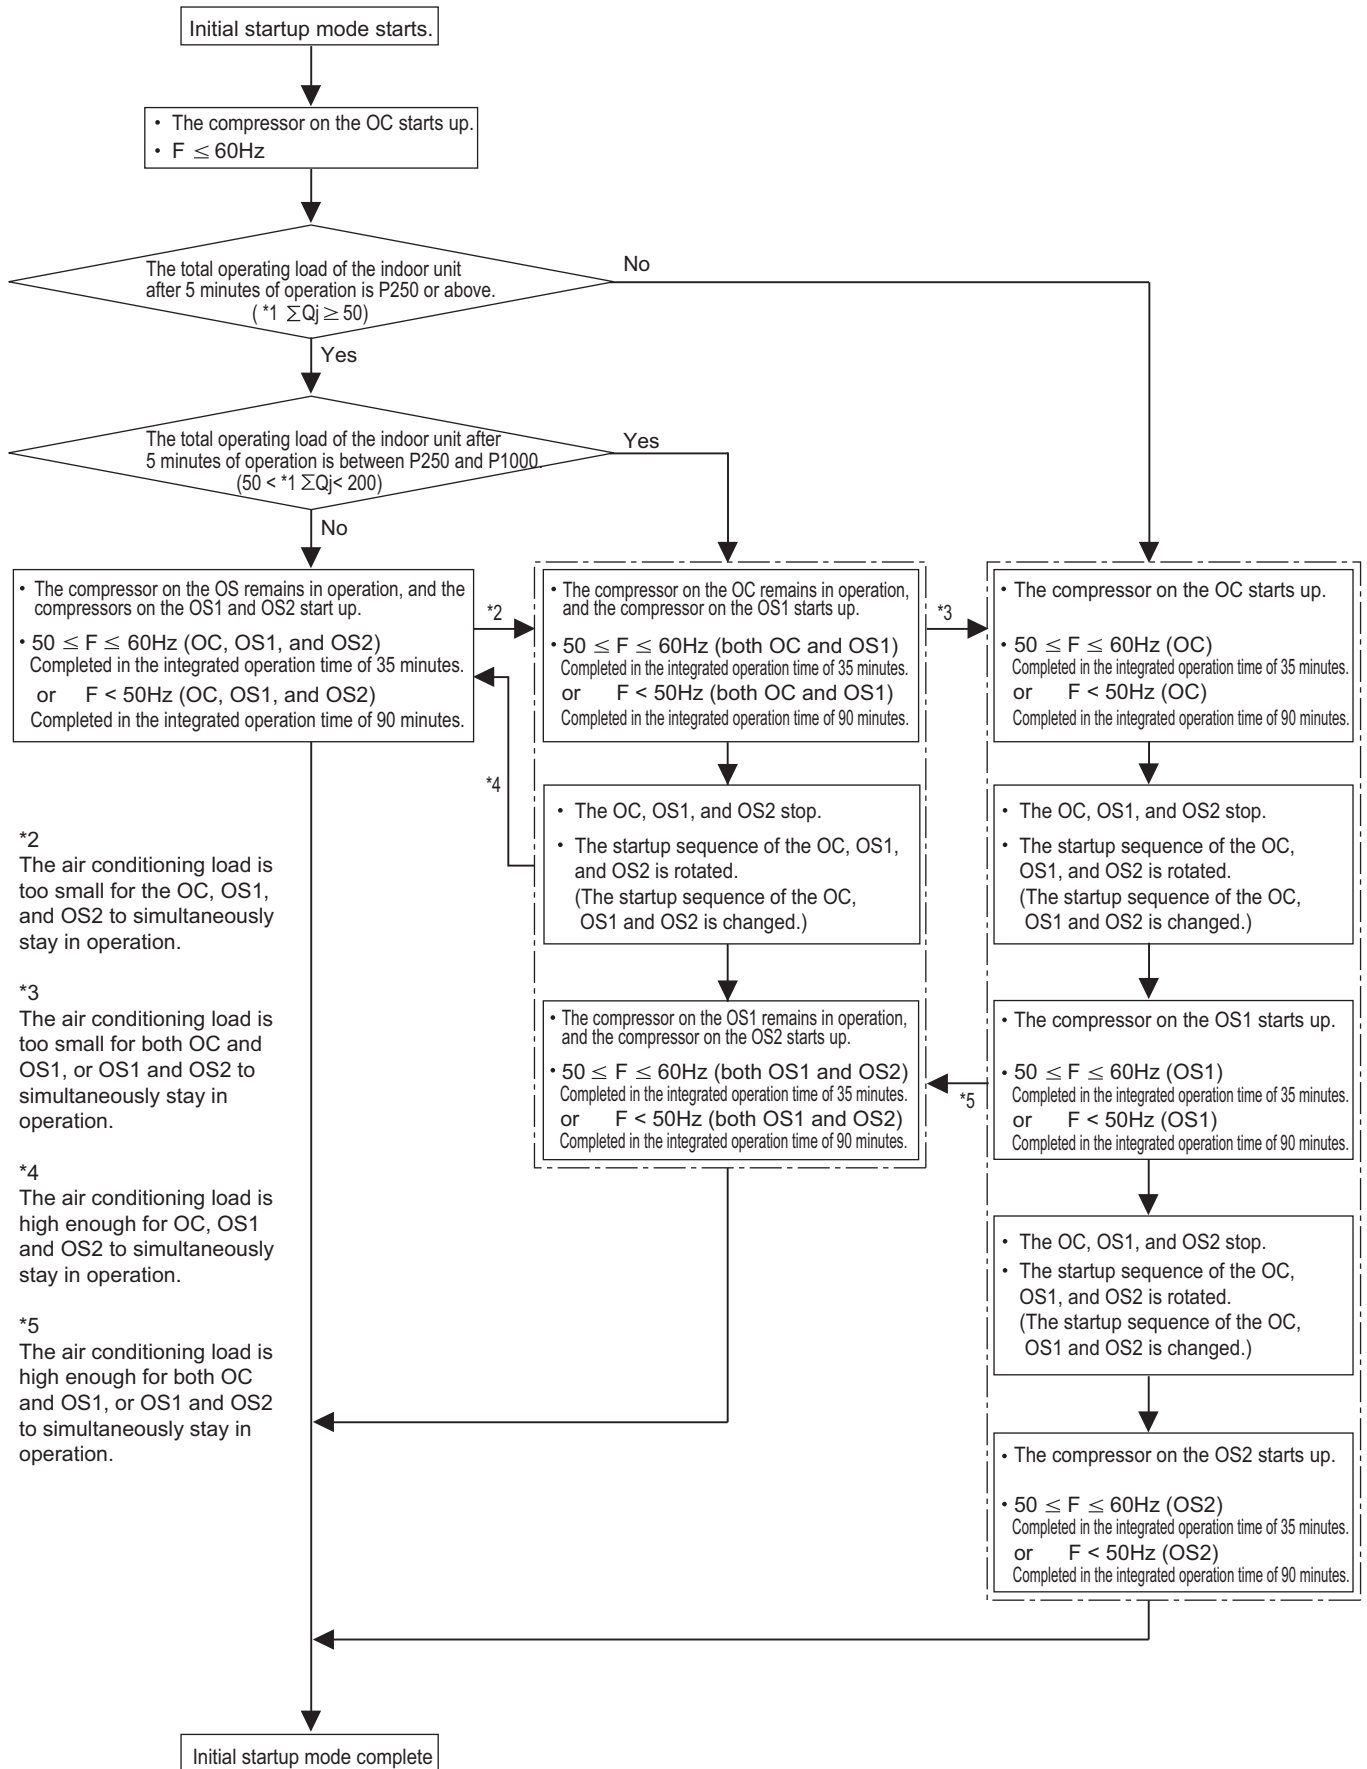 Initial startup mode starts.
• The compressor on the OC starts up.
• F ≤ 60Hz
The total operating load of the indoor unit
after 5 minutes of operation is P250 or above.
( *1 ∑Qj ≥ 50)
No
Yes
The total operating load of the indoor unit after
5 minutes of operation is between P250 and P1000.
(50 < *1 ∑Qj< 200)
Yes
No
• The compressor on the OS remains in operation, and the
compressors on the OS1 and OS2 start up.
• 50 ≤ F ≤ 60Hz (OC, OS1, and OS2)
Completed in the integrated operation time of 35 minutes.
or F < 50Hz (OC, OS1, and OS2)
Completed in the integrated operation time of 90 minutes.
*2
• The compressor on the OC remains in operation,
and the compressor on the OS1 starts up.
• 50 ≤ F ≤ 60Hz (both OC and OS1)
Completed in the integrated operation time of 35 minutes.
or F < 50Hz (both OC and OS1)
Completed in the integrated operation time of 90 minutes.
*3
• The compressor on the OC starts up.
• 50 ≤ F ≤ 60Hz (OC)
Completed in the integrated operation time of 35 minutes.
or F < 50Hz (OC)
Completed in the integrated operation time of 90 minutes.
*4
• The OC, OS1, and OS2 stop.
• The startup sequence of the OC, OS1,
and OS2 is rotated.
(The startup sequence of the OC,
OS1 and OS2 is changed.)
• The OC, OS1, and OS2 stop.
• The startup sequence of the OC,
OS1, and OS2 is rotated.
(The startup sequence of the OC,
OS1 and OS2 is changed.)
*2
The air conditioning load is
too small for the OC, OS1,
and OS2 to simultaneously
stay in operation.
*3
The air conditioning load is
too small for both OC and
OS1, or OS1 and OS2 to
simultaneously stay in
operation.
*4
The air conditioning load is
high enough for OC, OS1
and OS2 to simultaneously
stay in operation.
*5
The air conditioning load is
high enough for both OC
and OS1, or OS1 and OS2
to simultaneously stay in
operation.
• The compressor on the OS1 remains in operation,
and the compressor on the OS2 starts up.
• 50 ≤ F ≤ 60Hz (both OS1 and OS2)
Completed in the integrated operation time of 35 minutes.
or F < 50Hz (both OS1 and OS2)
Completed in the integrated operation time of 90 minutes.
*5
• The compressor on the OS1 starts up.
• 50 ≤ F ≤ 60Hz (OS1)
Completed in the integrated operation time of 35 minutes.
or F < 50Hz (OS1)
Completed in the integrated operation time of 90 minutes.
• The OC, OS1, and OS2 stop.
• The startup sequence of the OC,
OS1, and OS2 is rotated.
(The startup sequence of the OC,
OS1 and OS2 is changed.)
• The compressor on the OS2 starts up.
• 50 ≤ F ≤ 60Hz (OS2)
Completed in the integrated operation time of 35 minutes.
or F < 50Hz (OS2)
Completed in the integrated operation time of 90 minutes.
Initial startup mode complete